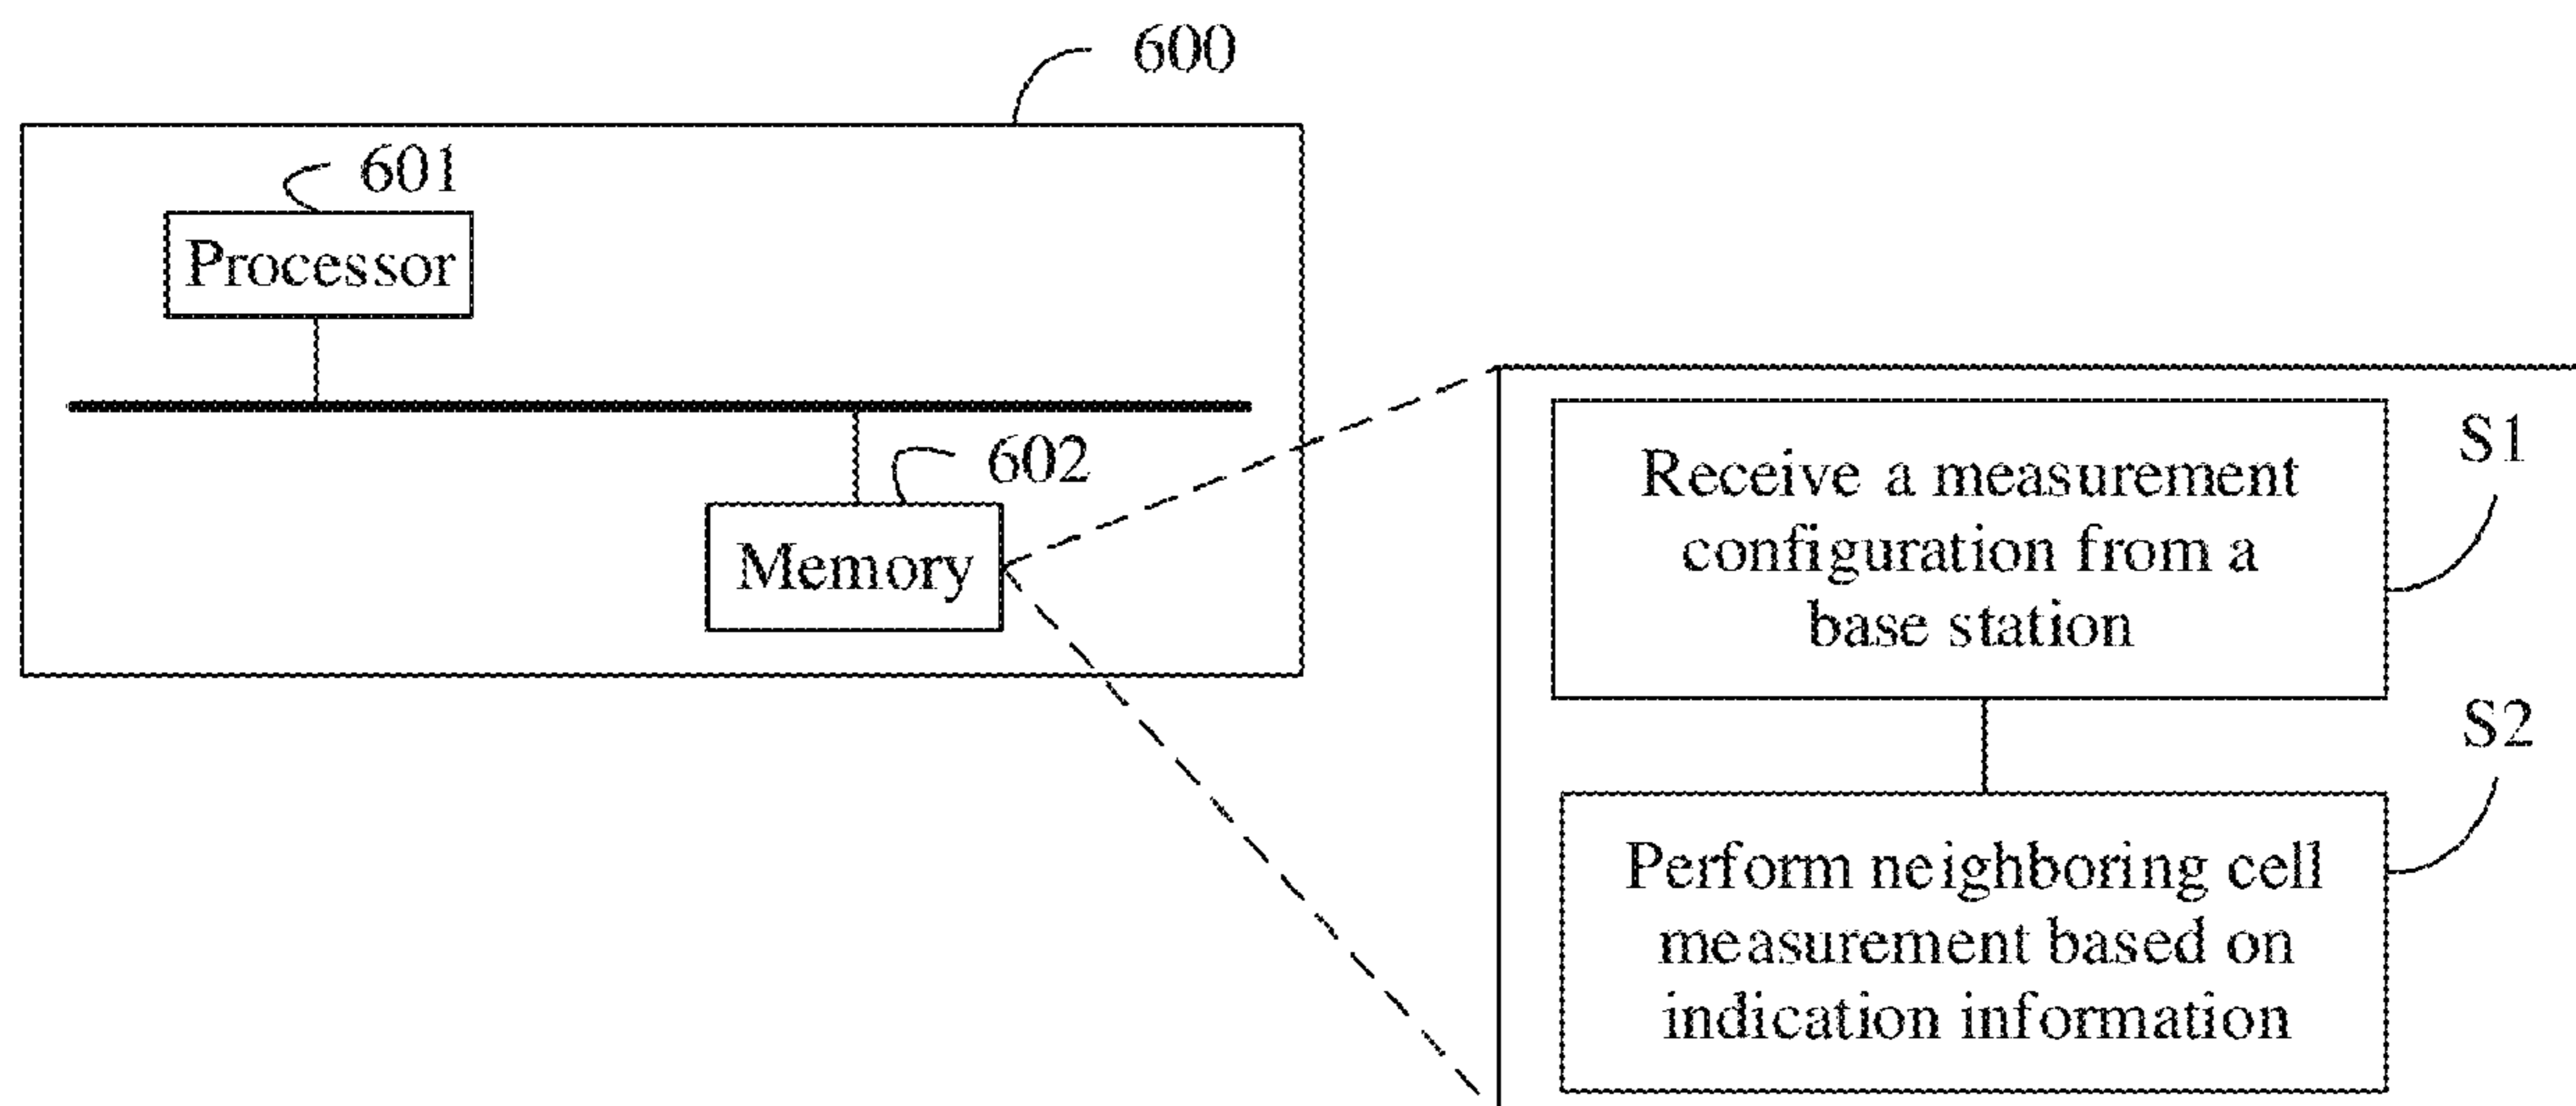 600
601
Processor
602
Memory
S1
Receive a measurement
configuration from a
base station
S2
Perform neighboring cell
measurement based on
indication information